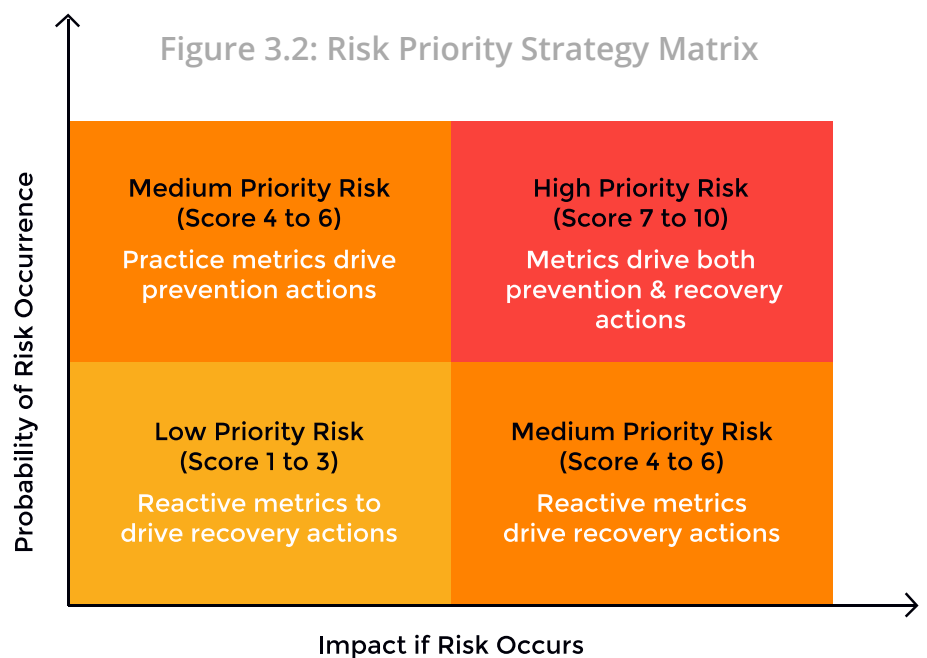 Figure 3.2: Risk Priority Strategy Matrix
Probability of Risk Occurrence
Medium Priority Risk
(Score 4 to 6)
Practice metrics drive
prevention actions
High Priority Risk
(Score 7 to 10)
Metrics drive both
prevention & recovery
actions
Low Priority Risk
(Score 1 to 3)
Reactive metrics to
drive recovery actions
Medium Priority Risk
(Score 4 to 6)
Reactive metrics
drive recovery actions
Impact if Risk Occurs